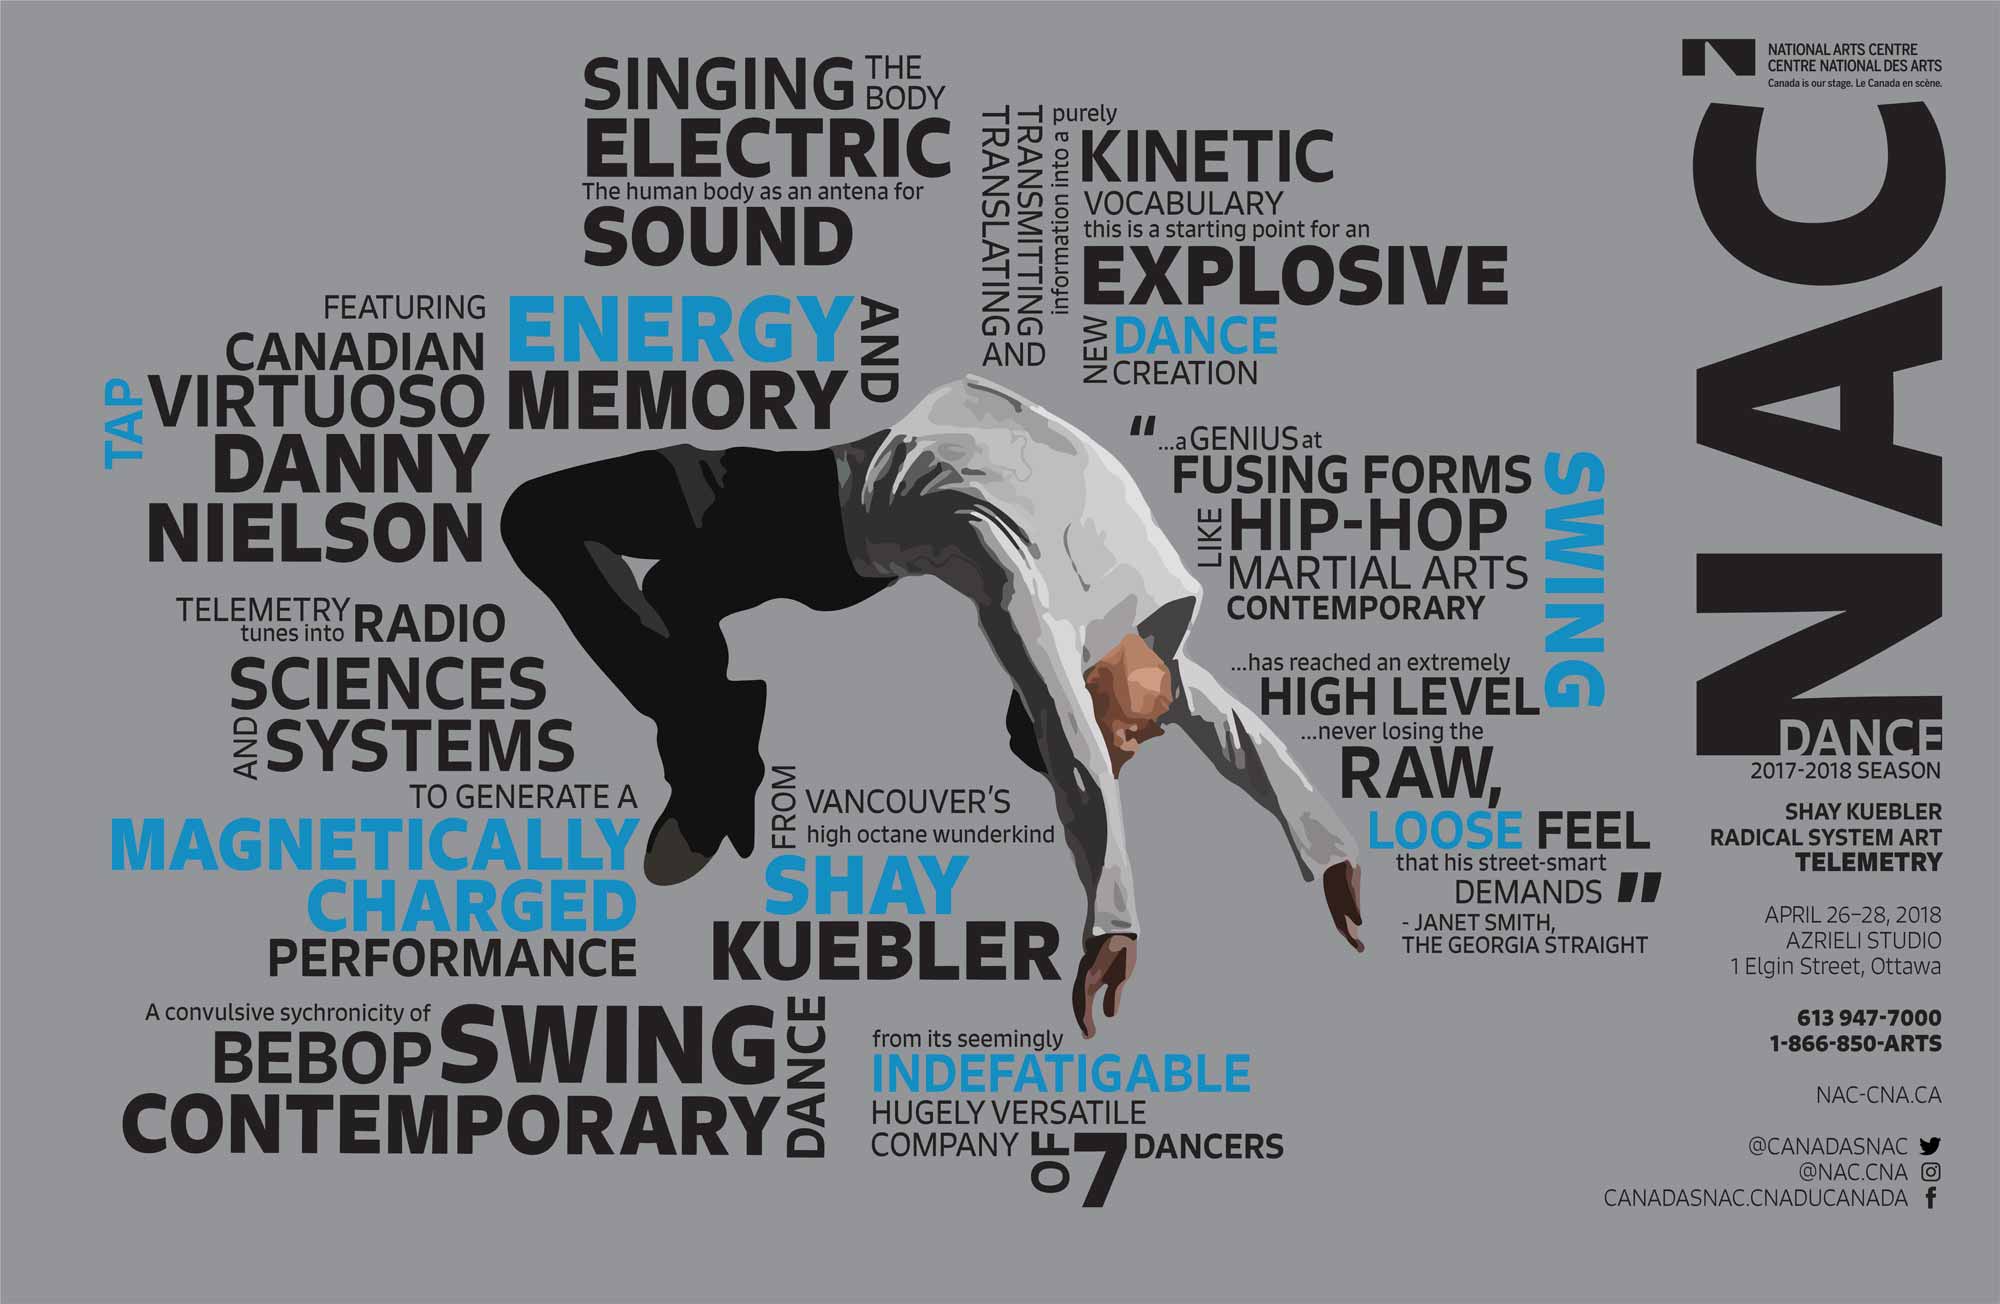 SINGING THE BODY
ELECTRIC
The human body as an antena for
SOUND
ENERGY AND
MEMORY
TRANSLATING AND
TRANSMITTING
information into a
purely
KINETIC
VOCABULARY
this is a starting point for an
EXPLOSIVE
NEW DANCE
CREATION
FEATURING
CANADIAN
TAP VIRTUOSO
DANNY
NIELSON
TELEMETRY
tunes into RADIO
SCIENCES
AND SYSTEMS
TO GENERATE A
MAGNETICALLY
CHARGED
PERFORMANCE
A convulsive sychronicity of
BEBOP SWING
CONTEMPORARY
DANCE
FROM VANCOUVER'S
high octane wunderkind
SHAY
KUEBLER
from its seemingly
INDEFATIGABLE
HUGELY VERSATILE
COMPANY OF 7 DANCERS
“...a GENIUS at
FUSING FORMS
LIKE HIP-HOP
MARTIAL ARTS
CONTEMPORARY
SWING
...has reached an extremely
HIGH LEVEL
...never losing the
RAW,
LOOSE FEEL
that his street-smart
DEMANDS ”
- JANET SMITH,
THE GEORGIA STRAIGHT
NATIONAL ARTS CENTRE
CENTRE NATIONAL DES ARTS
Canada is our stage. Le Canada en scène.
NAC
DANCE
2017-2018 SEASON
SHAY KUEBLER
RADICAL SYSTEM ART
TELEMETRY
APRIL 26–28, 2018
AZRIELI STUDIO
1 Elgin Street, Ottawa
613 947-7000
1-866-850-ARTS
NAC-CNA.CA
@CANADASNAC
@NAC.CNA
CANADASNAC.CNADUCANADA